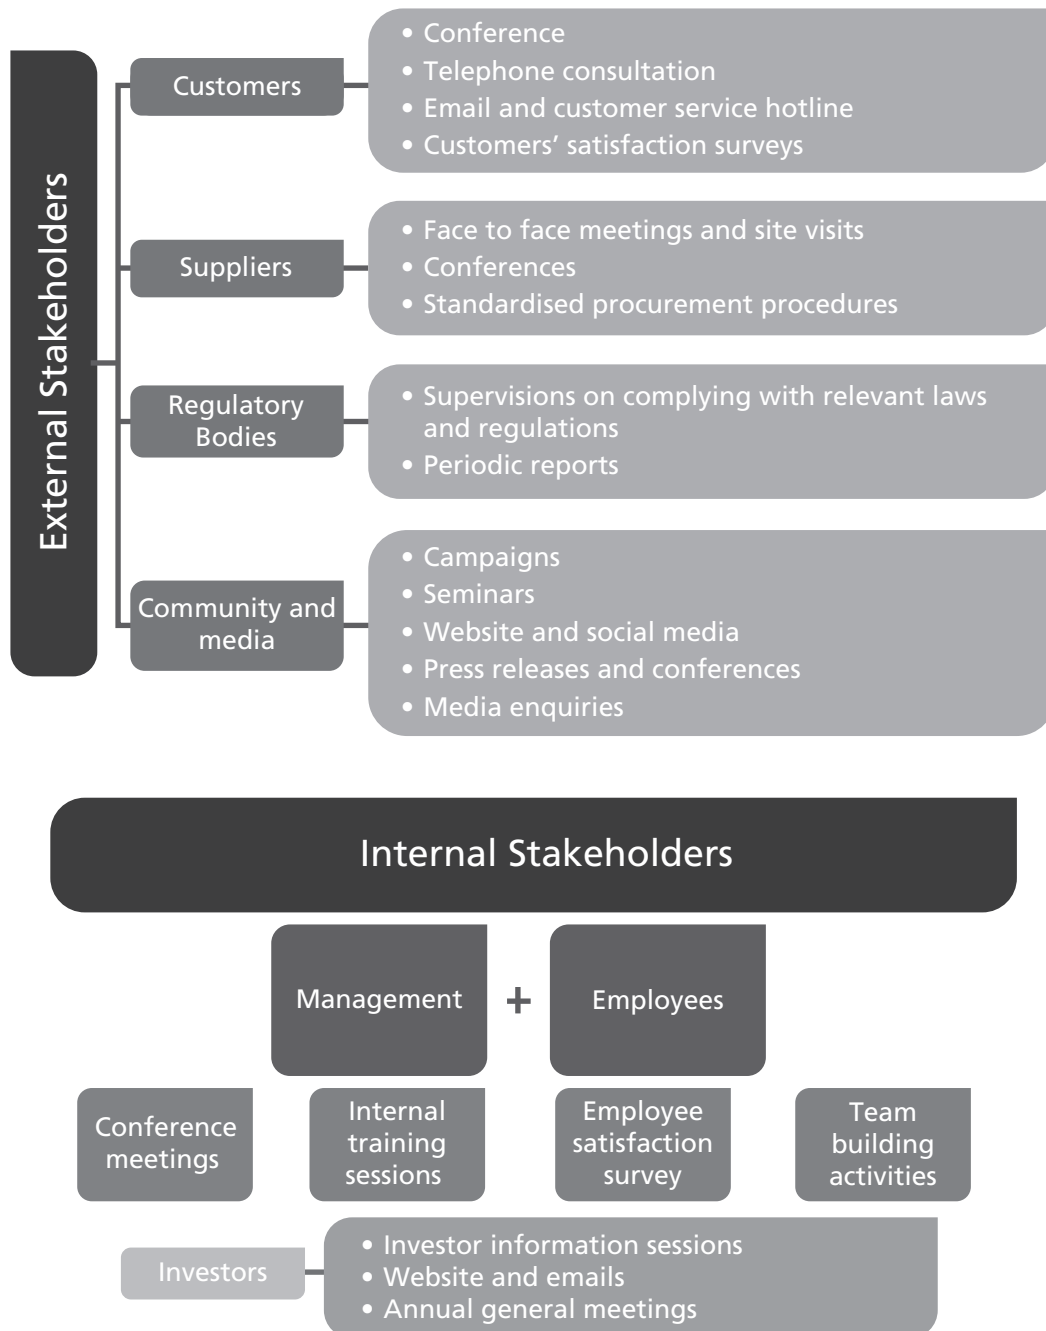 External Stakeholders
Customers
• Conference
• Telephone consultation
• Email and customer service hotline
• Customers’ satisfaction surveys
Suppliers
• Face to face meetings and site visits
• Conferences
• Standardised procurement procedures
Regulatory
Bodies
• Supervisions on complying with relevant laws
and regulations
• Periodic reports
Community and
media
• Campaigns
• Seminars
• Website and social media
• Press releases and conferences
• Media enquiries
Internal Stakeholders
Management
+
Employees
Conference
meetings
Internal
training
sessions
Employee
satisfaction
survey
Team
building
activities
Investors
• Investor information sessions
• Website and emails
• Annual general meetings